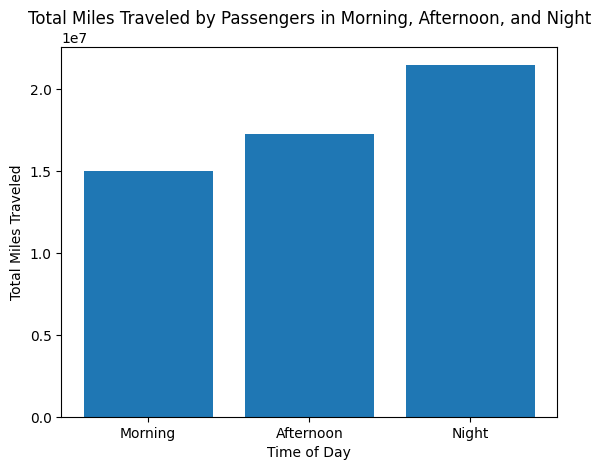 Total Miles Traveled by Passengers in Morning, Afternoon, and Night
1e7
2.0
1.5
1.0
0.5
0.0
Total Miles Traveled
Morning Afternoon Night
Time of Day